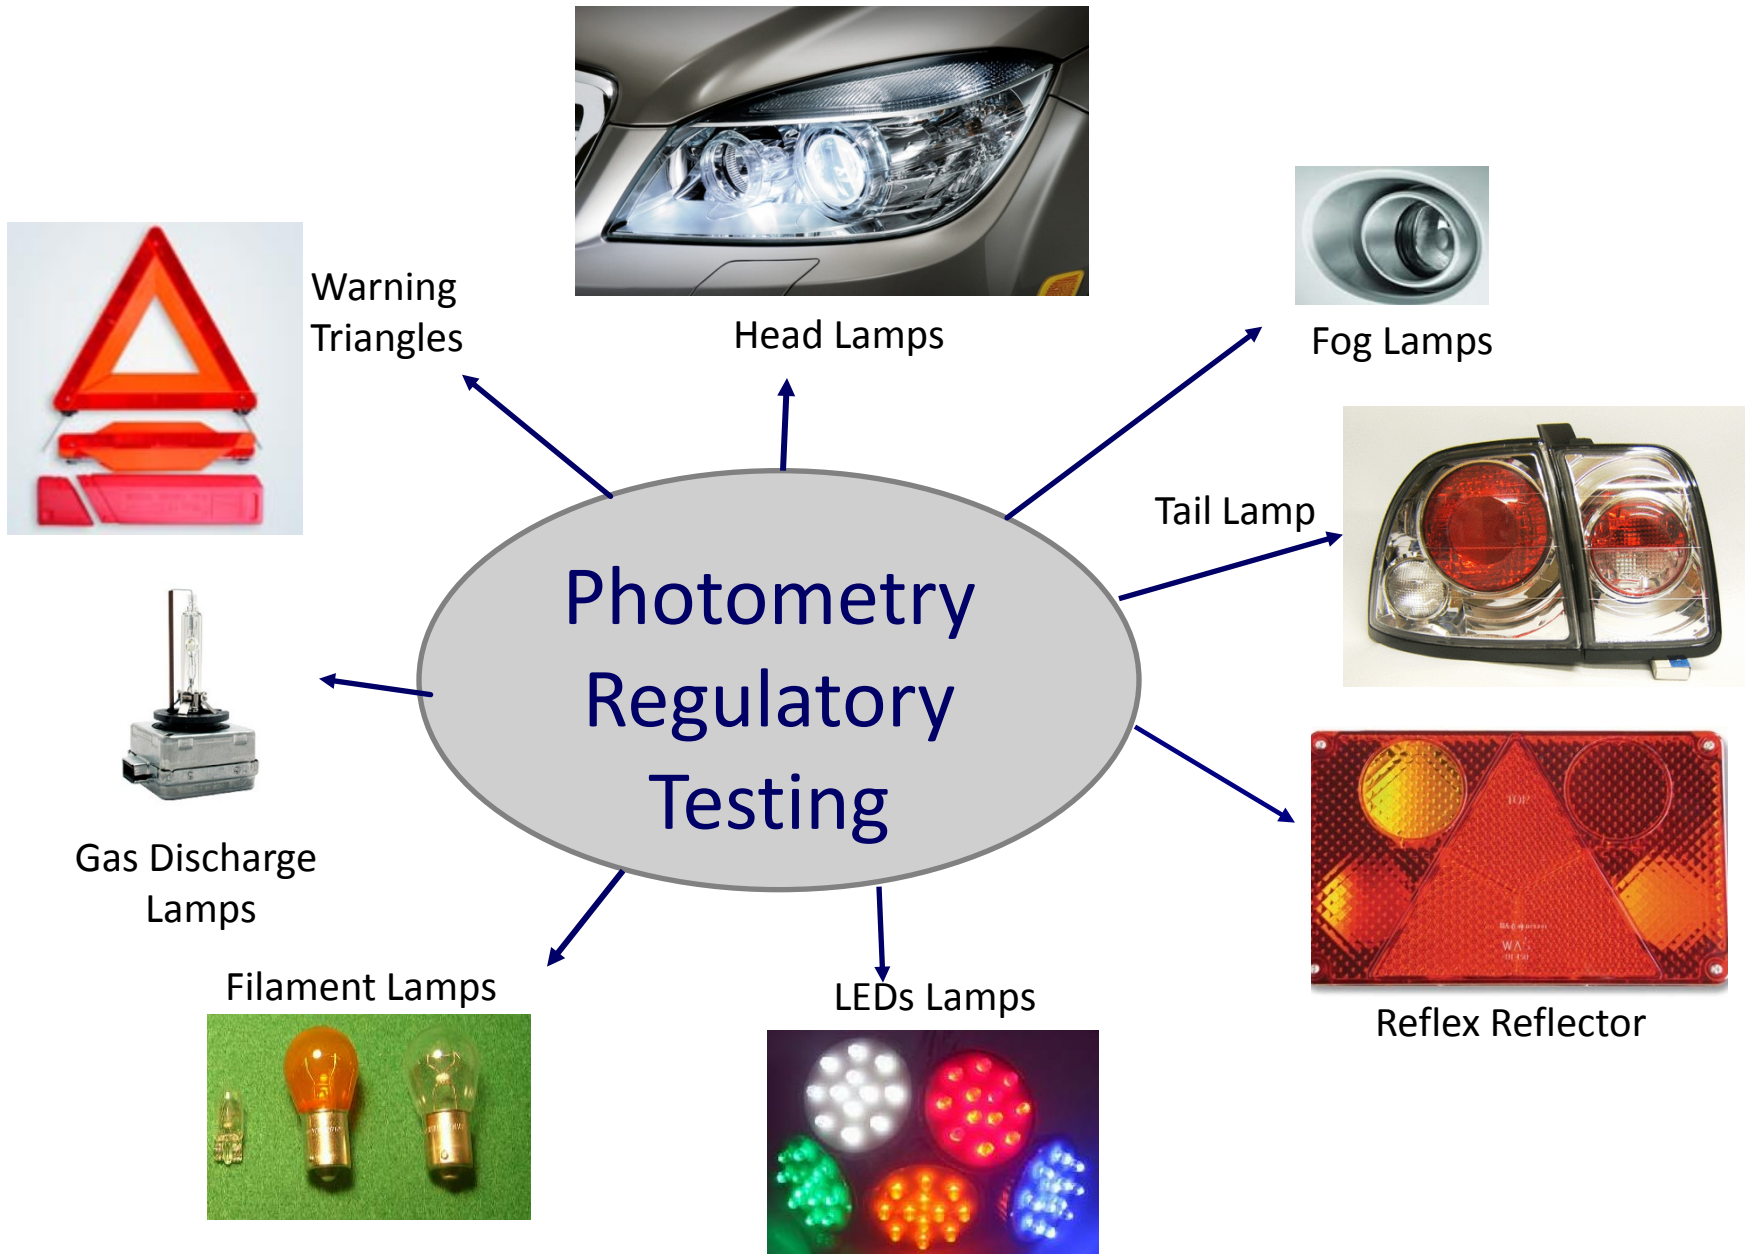 Head Lamps
Warning
Triangles
Fog Lamps
Tail Lamp
Photometry
Regulatory
Testing
TOP
Gas Discharge
Lamps
Filament Lamps
LEDs Lamps
Reflex Reflector